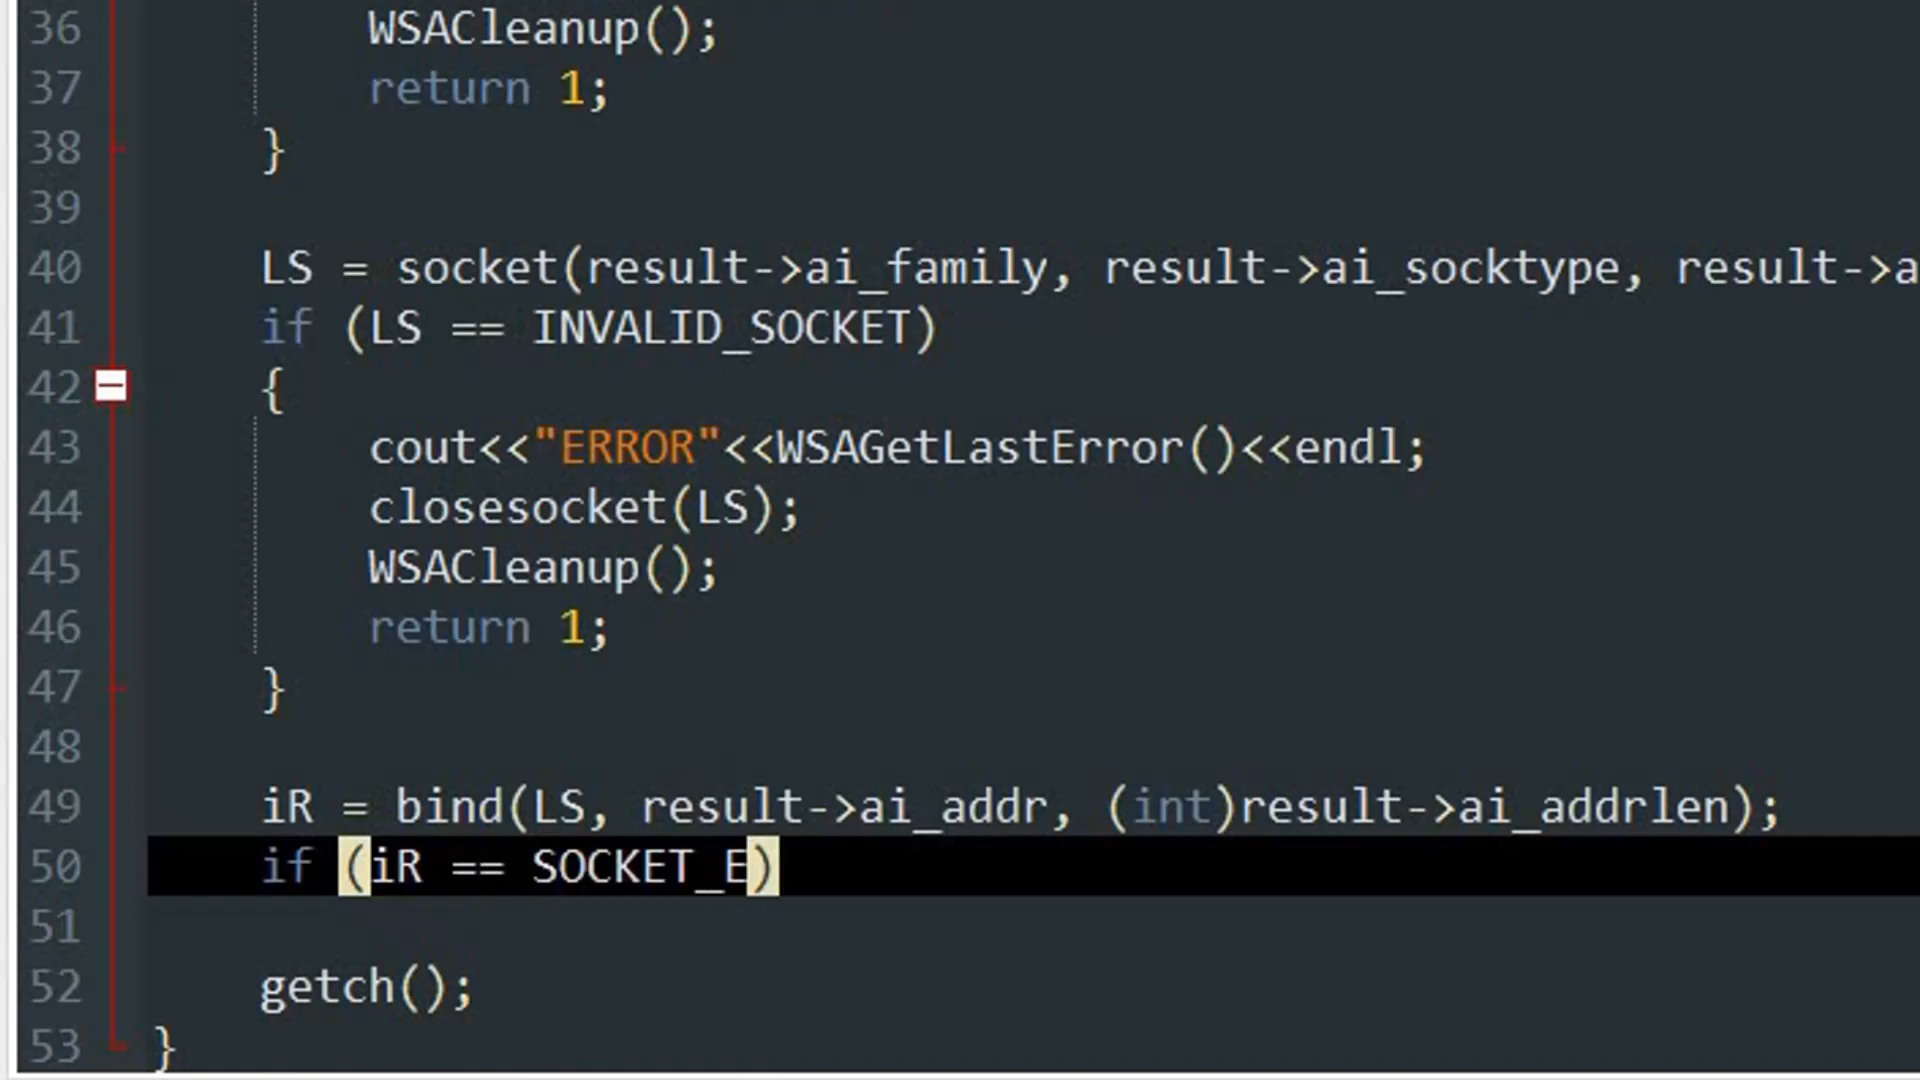 36 WSACleanup();
37 return 1;
38 }
39
40 LS = socket(result->ai_family, result->ai_socktype, result->a
41 if (LS == INVALID_SOCKET)
42 {
43 cout<<"ERROR"<<WSAGetLastError()<<endl;
44 closesocket(LS);
45 WSACleanup();
46 return 1;
47 }
48
49 iR = bind(LS, result->ai_addr, (int)result->ai_addrlen);
50 if (iR == SOCKET_E)
51
52 getch();
53 }